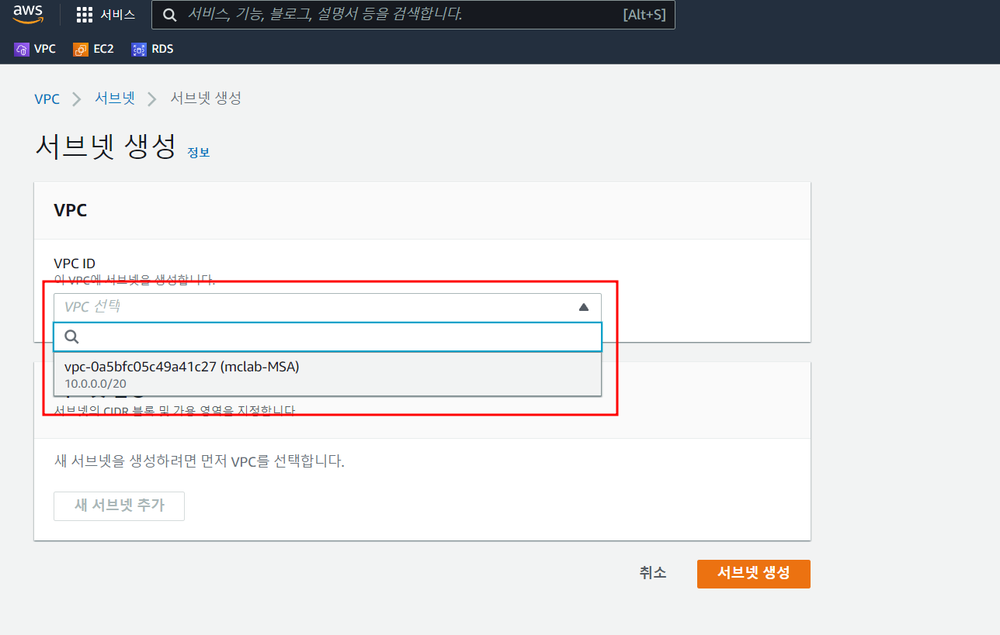 aws
서비스
서비스, 기능, 블로그, 설명서 등을 검색합니다.
[Alt+S]
VPC
EC2
RDS
VPC
서브넷
서브넷 생성
서브넷 생성 정보
VPC
VPC ID
이 VPC에 서브넷을 생성합니다.
VPC 선택
vpc-0a5bfc05c49a41c27 (mclab-MSA)
10.0.0.0/20
서브넷의 CIDR 블록 및 가용 영역을 지정합니다.
새 서브넷을 생성하려면 먼저 VPC를 선택합니다.
새 서브넷 추가
취소
서브넷 생성